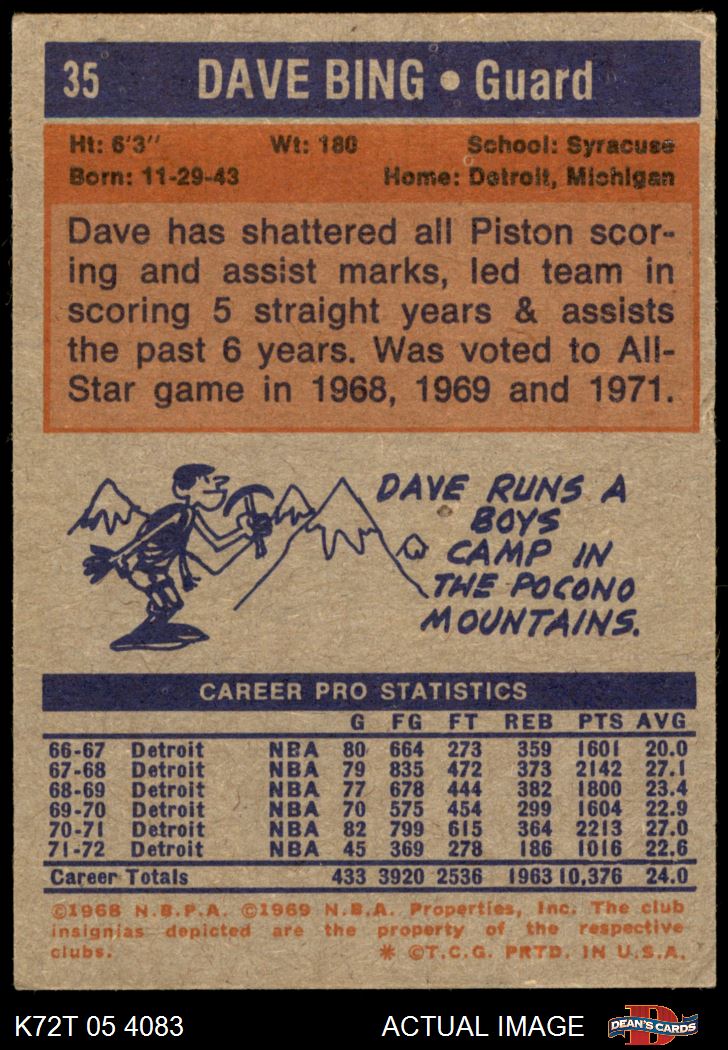 35 DAVE BING • Guard
Ht: 6'3" Wt: 180 School: Syracuse
Born: 11-29-43 Home: Detroit, Michigan
Dave has shattered all Piston scor-
ing and assist marks, led team in
scoring 5 straight years & assists
the past 6 years. Was voted to All-
Star game in 1968, 1969 and 1971.
DAVE RUNS A
BOYS
CAMP IN
THE POCONO
MOUNTAINS.
CAREER PRO STATISTICS
G FG FT REB PTS AVG
66-67 Detroit NBA 80 664 273 359 1601 20.0
67-68 Detroit NBA 79 835 472 373 2142 27.1
68-69 Detroit NBA 77 678 444 382 1800 23.4
69-70 Detroit NBA 70 575 454 299 1604 22.9
70-71 Detroit NBA 82 799 615 364 2213 27.0
71-72 Detroit NBA 45 369 278 186 1016 22.6
Career Totals 433 3920 2536 1963 10,376 24.0
©1968 N.B.P.A. ©1969 N.B.A. Properties, Inc. The club
insignias depicted are the property of the respective
clubs. * ©T.C.G. PRTD. IN U.S.A.
K72T 05 4083 ACTUAL IMAGE D DEAN'S CARDS